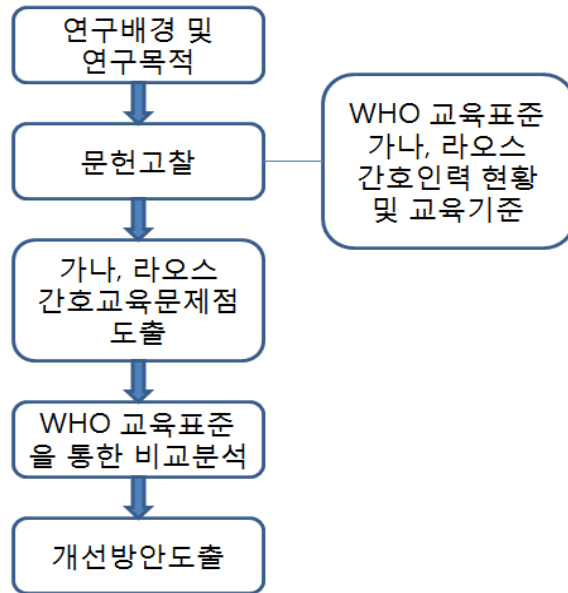 연구배경 및
연구목적
문헌고찰
WHO 교육표준
가나, 라오스
간호인력 현황
및 교육기준
가나, 라오스
간호교육문제점
도출
WHO 교육표준
을 통한 비교분석
개선방안도출